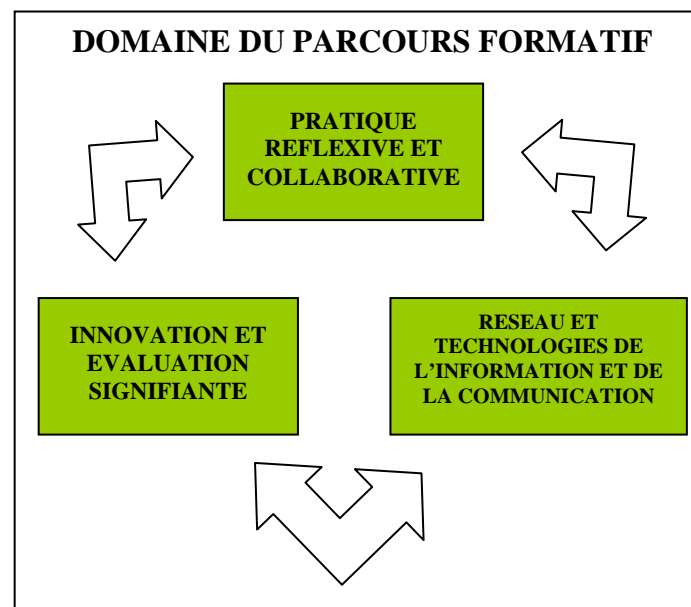 DOMAINE DU PARCOURS FORMATIF
PRATIQUE
REFLEXIVE ET
COLLABORATIVE
INNOVATION ET
EVALUATION
SIGNIFIANTE
RESEAU ET
TECHNOLOGIES DE
L’INFORMATION ET DE
LA COMMUNICATION